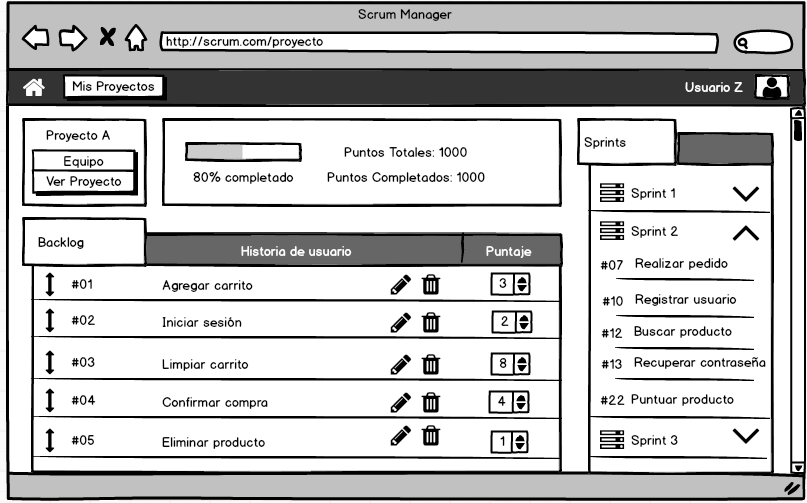 Scrum Manager
http://scrum.com/proyecto
Mis Proyectos
Usuario Z
Proyecto A
Equipo
Ver Proyecto
80% completado
Puntos Totales: 1000
Puntos Completados: 1000
Backlog
Historia de usuario
Puntaje
#01 Agregar carrito 3
#02 Iniciar sesión 2
#03 Limpiar carrito 8
#04 Confirmar compra 4
#05 Eliminar producto 1
Sprints
Sprint 1
Sprint 2
#07 Realizar pedido
#10 Registrar usuario
#12 Buscar producto
#13 Recuperar contraseña
#22 Puntuar producto
Sprint 3